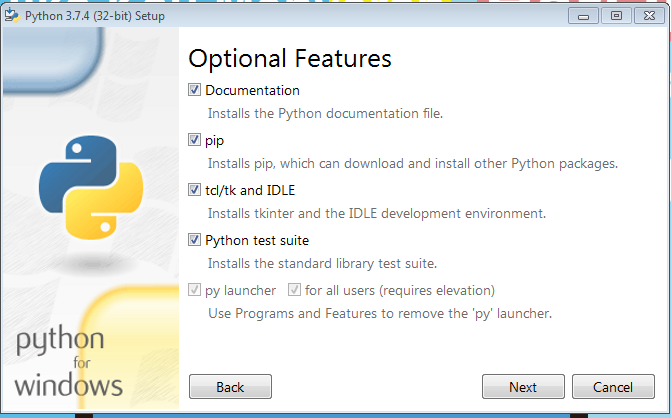 Python 3.7.4 (32-bit) Setup
Optional Features
Documentation
Installs the Python documentation file.
pip
Installs pip, which can download and install other Python packages.
tcl/tk and IDLE
Installs tkinter and the IDLE development environment.
Python test suite
Installs the standard library test suite.
py launcher for all users (requires elevation)
Use Programs and Features to remove the 'py' launcher.
python
for
windows
Back Next Cancel